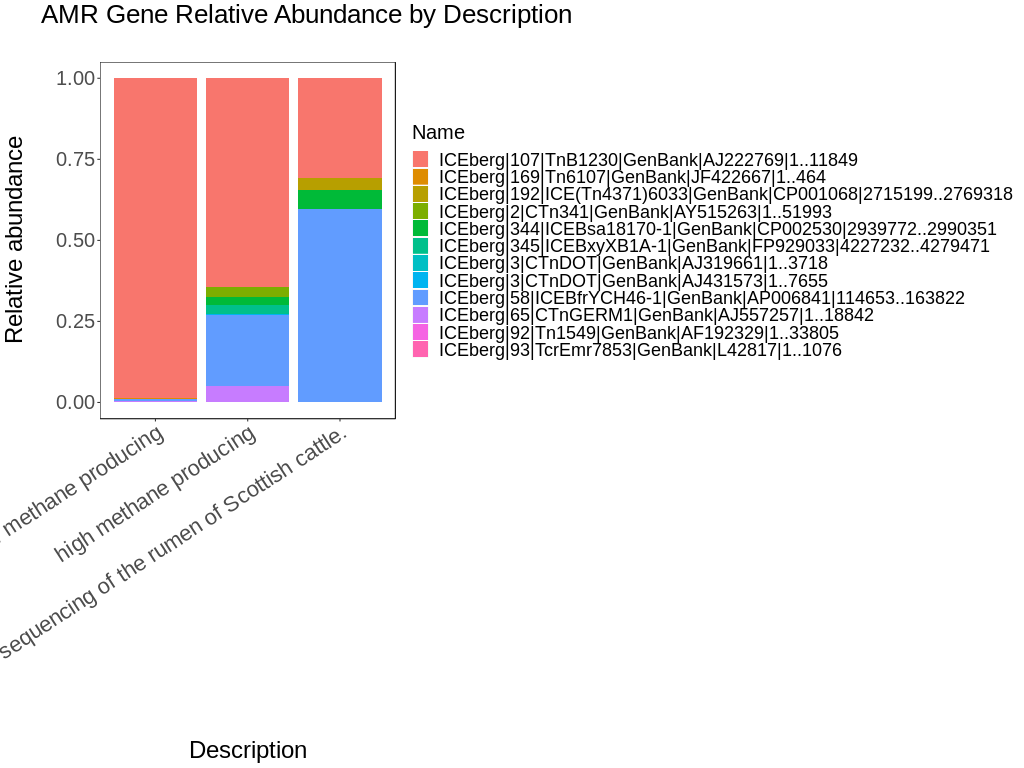 AMR Gene Relative Abundance by Description
Relative abundance
1.00
0.75
0.50
0.25
0.00
methane producing
high methane producing
sequencing of the rumen of Scottish cattle.
Description
Name
ICEberg|107|TnB1230|GenBank|AJ222769|1..11849
ICEberg|169|Tn6107|GenBank|JF422667|1..464
ICEberg|192|ICE(Tn4371)6033|GenBank|CP001068|2715199..2769318
ICEberg|2|CTn341|GenBank|AY515263|1..51993
ICEberg|344|ICEBsa18170-1|GenBank|CP002530|2939772..2990351
ICEberg|345|ICEBxyXB1A-1|GenBank|FP929033|4227232..4279471
ICEberg|3|CTnDOT|GenBank|AJ319661|1..3718
ICEberg|3|CTnDOT|GenBank|AJ431573|1..7655
ICEberg|58|ICEBfrYCH46-1|GenBank|AP006841|114653..163822
ICEberg|65|CTnGERM1|GenBank|AJ557257|1..18842
ICEberg|92|Tn1549|GenBank|AF192329|1..33805
ICEberg|93|TcrEmr7853|GenBank|L42817|1..1076